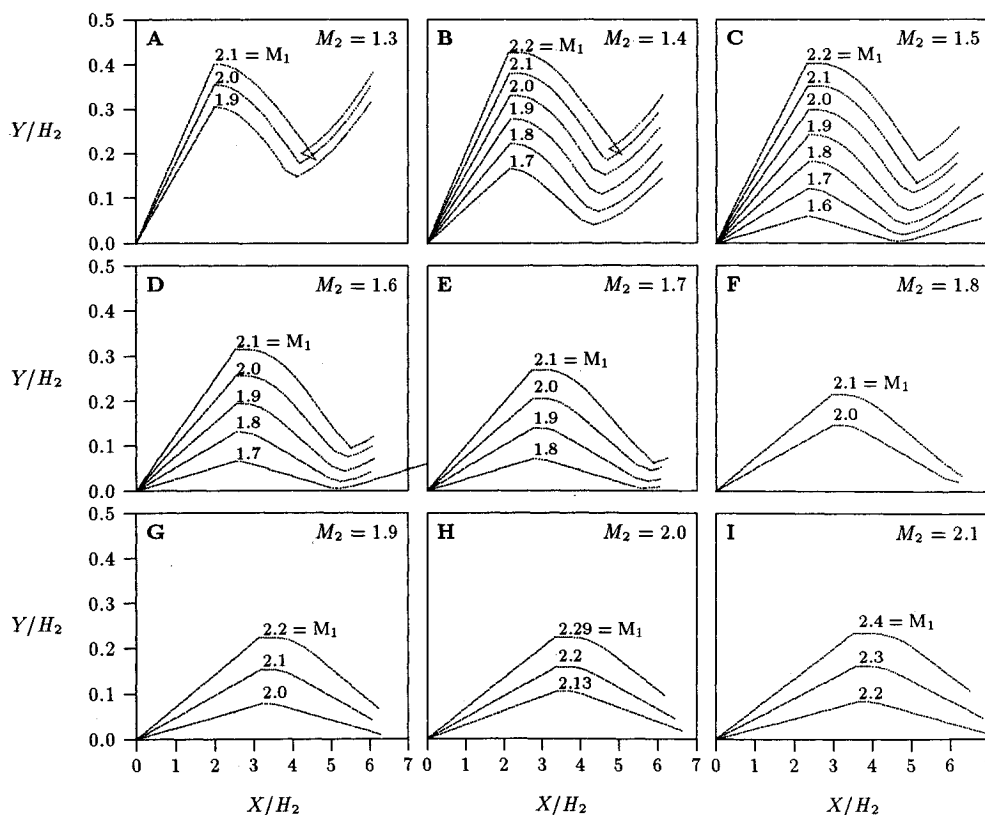 0.5
A
M₂ = 1.3
B
M₂ = 1.4
C
M₂ = 1.5
0.4
0.3
Y/H₂
0.2
0.1
0.0
2.1 = M₁
2.0
1.9
2.2 = M₁
2.1
2.0
1.9
1.8
1.7
2.2 = M₁
2.1
2.0
1.9
1.8
1.7
1.6
0.5
D
M₂ = 1.6
E
M₂ = 1.7
F
M₂ = 1.8
0.4
0.3
Y/H₂
0.2
0.1
0.0
2.1 = M₁
2.0
1.9
1.8
1.7
2.1 = M₁
2.0
1.9
1.8
2.1 = M₁
2.0
0.5
G
M₂ = 1.9
H
M₂ = 2.0
I
M₂ = 2.1
0.4
0.3
Y/H₂
0.2
0.1
0.0
2.2 = M₁
2.1
2.0
2.29 = M₁
2.2
2.13
2.4 = M₁
2.3
2.2
0 1 2 3 4 5 6 7
0 1 2 3 4 5 6 7
0 1 2 3 4 5 6 7
X/H₂
X/H₂
X/H₂